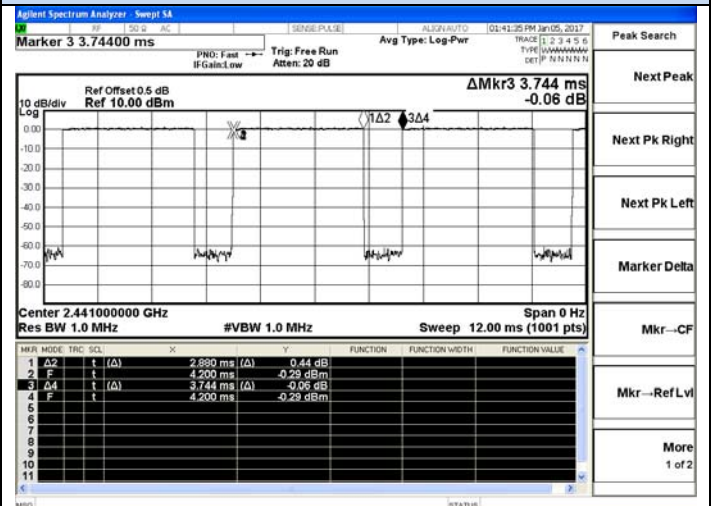 Agilent Spectrum Analyzer - Swept SA
RF 50 Ω AC SENSE:PULSE ALIGN AUTO 01:41:35 PM Jan 05, 2017
Marker 3 3.74400 ms
PNO: Fast
IFGain:Low
Trig: Free Run
Atten: 20 dB
Avg Type: Log-Pwr
TRACE 1 2 3 4 5 6
TYPE WWWWWW
DET P N N N N N
Peak Search
Next Peak
Next Pk Right
Next Pk Left
Marker Delta
Mkr→CF
Mkr→Ref Lvl
More
1 of 2
Ref Offset 0.5 dB
Ref 10.00 dBm
10 dB/div
Log
ΔMkr3 3.744 ms
-0.06 dB
1Δ2 3Δ4
0.00
-10.0
-20.0
-30.0
-40.0
-50.0
-60.0
-70.0
-80.0
Center 2.441000000 GHz Span 0 Hz
Res BW 1.0 MHz #VBW 1.0 MHz Sweep 12.00 ms (1001 pts)
MKR MODE TRC SCL X Y FUNCTION FUNCTION WIDTH FUNCTION VALUE
1 Δ2 t (Δ) 2.880 ms (Δ) 0.44 dB
2 F t 4.200 ms -0.29 dBm
3 Δ4 t (Δ) 3.744 ms (Δ) -0.06 dB
4 F t 4.200 ms -0.29 dBm
5
6
7
8
9
10
11
MSG STATUS